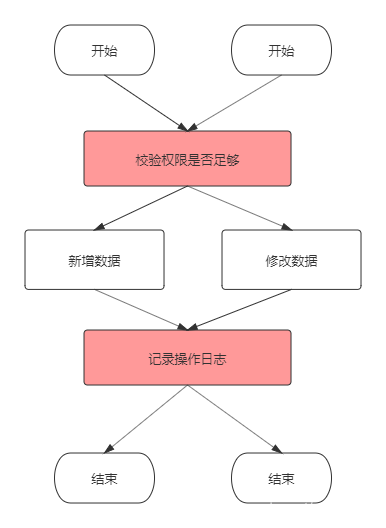 开始
开始
校验权限是否足够
新增数据
修改数据
记录操作日志
结束
结束